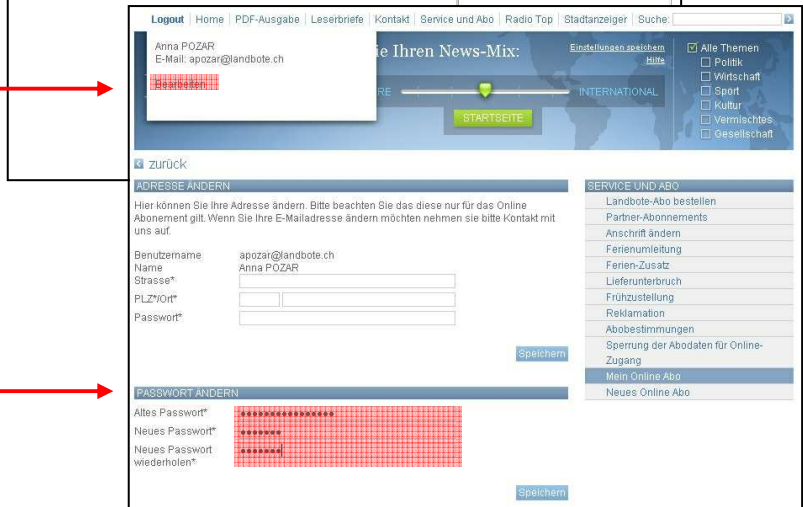 Logout Home PDF-Ausgabe Leserbriefe Kontakt Service und Abo Radio Top Stadtanzeiger Suche:
Anna POZAR
E-Mail: apozar@landbote.ch
Bearbeiten
ie Ihren News-Mix:
Einstellungen speichern
Hilfe
RE
INTERNATIONAL
STARTSEITE
Alle Themen
Politik
Wirtschaft
Sport
Kultur
Vermischtes
Gesellschaft
zurück
ADRESSE ÄNDERN
Hier können Sie Ihre Adresse ändern. Bitte beachten Sie das diese nur für das Online
Abonement gilt. Wenn Sie Ihre E-Mailadresse ändern möchten nehmen sie bitte Kontakt mit
uns auf.
Benutzername apozar@landbote.ch
Name Anna POZAR
Strasse*
PLZ*/Ort*
Passwort*
Speichern
PASSWORT ÄNDERN
Altes Passwort*
Neues Passwort*
Neues Passwort
wiederholen*
Speichern
SERVICE UND ABO
Landbote-Abo bestellen
Partner-Abonnements
Anschrift ändern
Ferienumleitung
Ferien-Zusatz
Lieferunterbruch
Frühzustellung
Reklamation
Abobestimmungen
Sperrung der Abodaten für Online-
Zugang
Mein Online Abo
Neues Online Abo